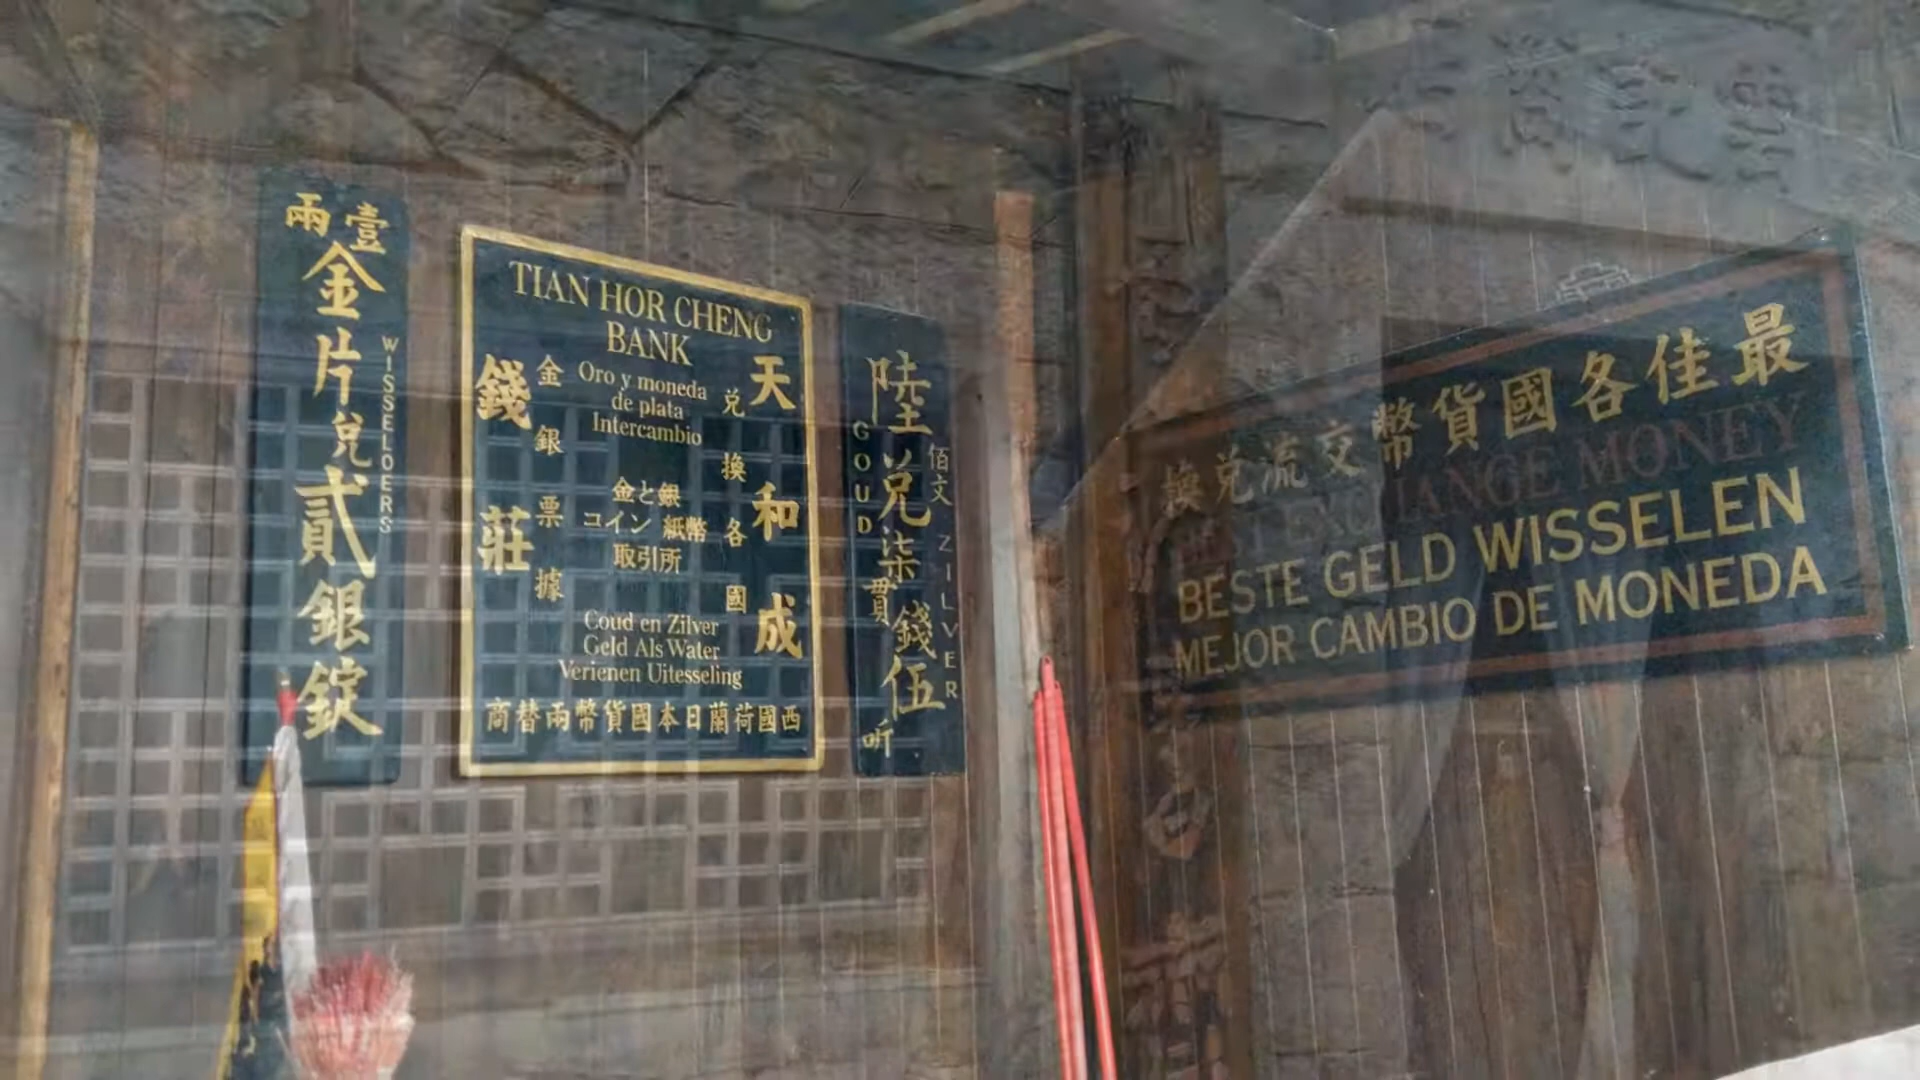 壹兩
金片兌貳銀錠
WISSELOERS
TIAN HOR CHENG
BANK
天和成
兌換各國
Oro y moneda
de plata
Intercambio
金と銀
コイン 紙幣
取引所
Coud en Zilver
Geld Als Water
Verienen Uitesseling
金銀票據
錢莊
西國荷蘭日本國貨幣兩替商
陸
佰文
兌柒
貫
錢伍
听
GOUD
ZILVER
最佳各國貨幣交流兌換
BEST EXCHANGE MONEY
BESTE GELD WISSELEN
MEJOR CAMBIO DE MONEDA